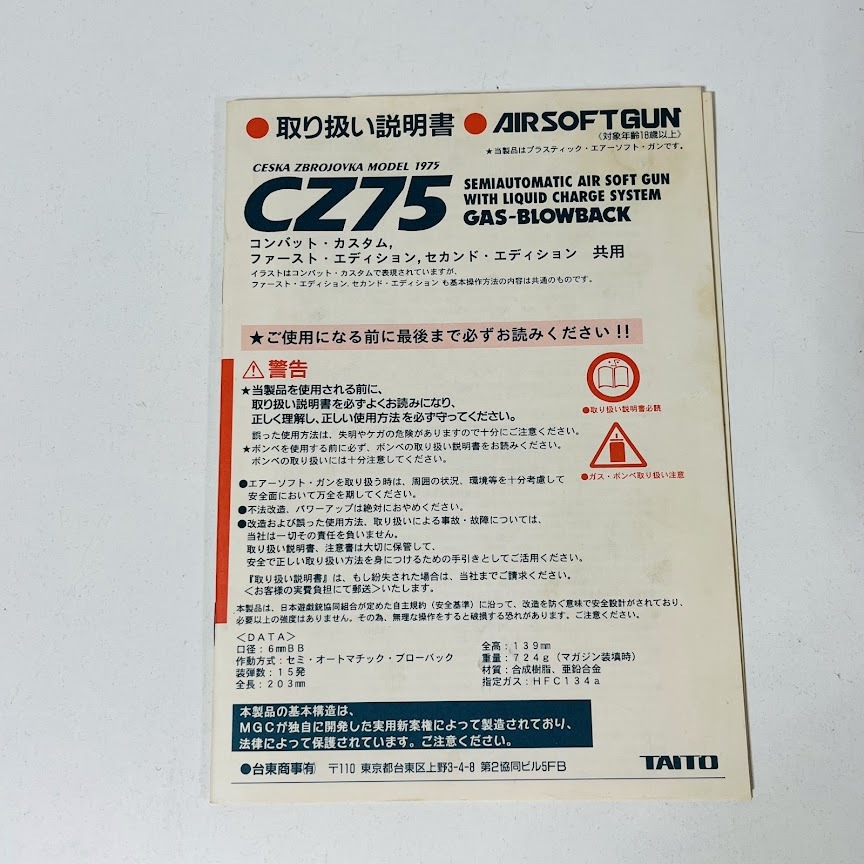 ●取り扱い説明書●AIRSOFTGUN
(対象年齢18歳以上)
★当製品はプラスティック・エアーソフト・ガンです。
CESKA ZBROJOVKA MODEL 1975
CZ75
SEMIAUTOMATIC AIR SOFT GUN
WITH LIQUID CHARGE SYSTEM
GAS-BLOWBACK
コンバット・カスタム,
ファースト・エディション,セカンド・エディション 共用
イラストはコンバット・カスタムで表現されていますが、
ファースト・エディション、セカンド・エディション も基本操作方法の内容は共通のものです。
★ご使用になる前に最後まで必ずお読みください!!
警告
★当製品を使用される前に、
取り扱い説明書を必ずよくお読みになり、
正しく理解し、正しい使用方法を必ず守ってください。
誤った使用方法は、失明やケガの危険がありますので十分にご注意ください。
★ボンベを使用する前に必ず、ボンベの取り扱い説明書をお読みください。
ボンベの取り扱いには十分注意してください。
●取り扱い説明書必読
●ガス・ボンベ取り扱い注意
●エアーソフト・ガンを取り扱う時は、周囲の状況、環境等を十分考慮して
安全面において万全を期してください。
●不法改造、パワーアップは絶対におやめください。
●改造および誤った使用方法、取り扱いによる事故・故障については、
当社は一切その責任を負いません。
取り扱い説明書、注意書は大切に保管して、
安全で正しい取り扱い方法を身につけるための手引きとしてご活用ください。
『取り扱い説明書』は、もし紛失された場合は、当社までご請求ください。
<お客様の実費負担にて郵送>いたします。
本製品は、日本遊戯銃協同組合が定めた自主規約(安全基準)に沿って、改造を防ぐ意味で安全設計がされており、
必要以上の強度はありません。その為、無理な操作をすると破損する恐れがあります。ご注意ください。
<DATA>
口径:6mmBB
作動方式:セミ・オートマチック・ブローバック
装弾数:15発
全長:203mm
全高:139mm
重量:724g(マガジン装填時)
材質:合成樹脂、亜鉛合金
指定ガス:HFC134a
本製品の基本構造は、
MGCが独自に開発した実用新案権によって製造されており、
法律によって保護されています。ご注意ください。
●台東商事㈲ 〒110 東京都台東区上野3-4-8 第2協同ビル5FB
TAITO